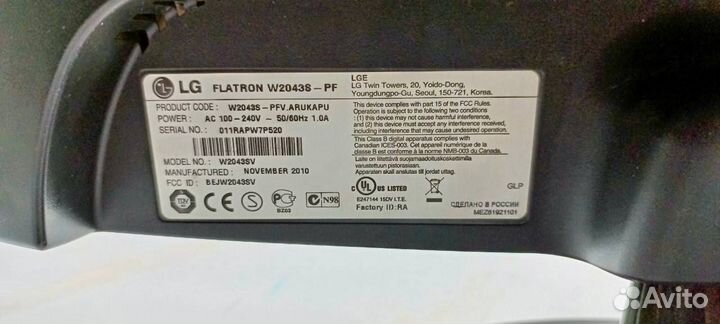 LG FLATRON W2043S-PF
PRODUCT CODE : W2043S-PFV.ARUKAPU
POWER : AC 100-240V ~ 50/60Hz 1.0A
SERIAL NO. : 011RAPW7P520
MODEL NO. : W2043SV
MANUFACTURED : NOVEMBER 2010
FCC ID : BEJW2043SV
TÜV
C
S
BZ03
N98
LGE
LG Twin Towers, 20, Yoido-Dong,
Youngdungpo-Gu, Seoul, 150-721, Korea.
This device complies with part 15 of the FCC Rules.
Operation is subject to the following two conditions:
(1) this device may not cause harmful interference, and
(2) this device must accept any interference received,
including interference that may cause undesired operation.
This class B digital apparatus complies with
Canadian ICES-003. Cet appareil numérique de la
classe B est conforme à la norme NMB-003 du Canada.
Laite on liitettävä suojamaadoituskoskettimilla
varustettuun pistorasiaan.
Apparaten skall anslutas till jordat uttag.
C UL US LISTED
E247144 15DV I.T.E.
Factory ID:RA
GLP
СДЕЛАНО В РОССИИ
MEZ61921101
Avito